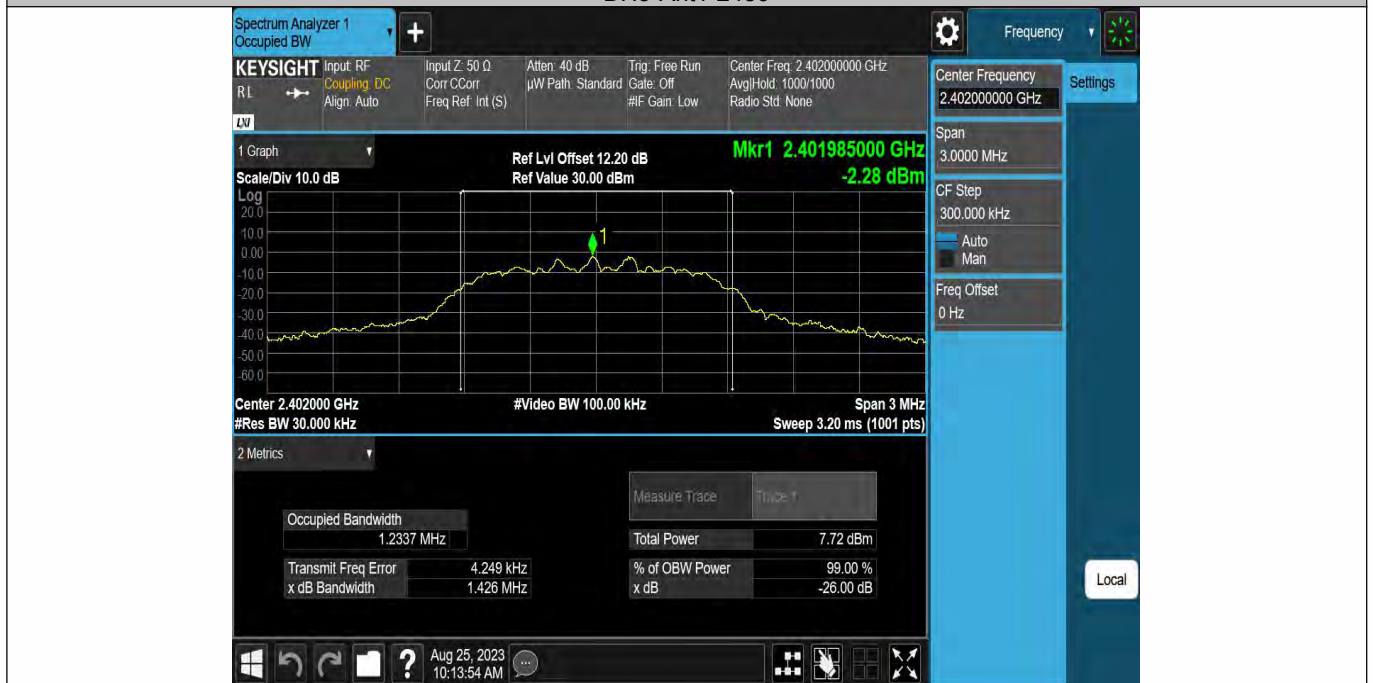 Spectrum Analyzer 1
Occupied BW
+
Frequency
KEYSIGHT
RL
LXI
Input: RF
Coupling: DC
Align: Auto
Input Z: 50 Ω
Corr CCorr
Freq Ref: Int (S)
Atten: 40 dB
µW Path: Standard
Trig: Free Run
Gate: Off
#IF Gain: Low
Center Freq: 2.402000000 GHz
Avg|Hold: 1000/1000
Radio Std: None
Center Frequency
2.402000000 GHz
Settings
Span
3.0000 MHz
CF Step
300.000 kHz
Auto
Man
Freq Offset
0 Hz
Local
1 Graph
Scale/Div 10.0 dB
Ref Lvl Offset 12.20 dB
Ref Value 30.00 dBm
Mkr1 2.401985000 GHz
-2.28 dBm
Log
20.0
10.0
0.00
-10.0
-20.0
-30.0
-40.0
-50.0
-60.0
1
Center 2.402000 GHz
#Res BW 30.000 kHz
#Video BW 100.00 kHz
Span 3 MHz
Sweep 3.20 ms (1001 pts)
2 Metrics
Measure Trace
Trace 1
Occupied Bandwidth
1.2337 MHz
Total Power 7.72 dBm
Transmit Freq Error 4.249 kHz
% of OBW Power 99.00 %
x dB Bandwidth 1.426 MHz
x dB -26.00 dB
?
Aug 25, 2023
10:13:54 AM